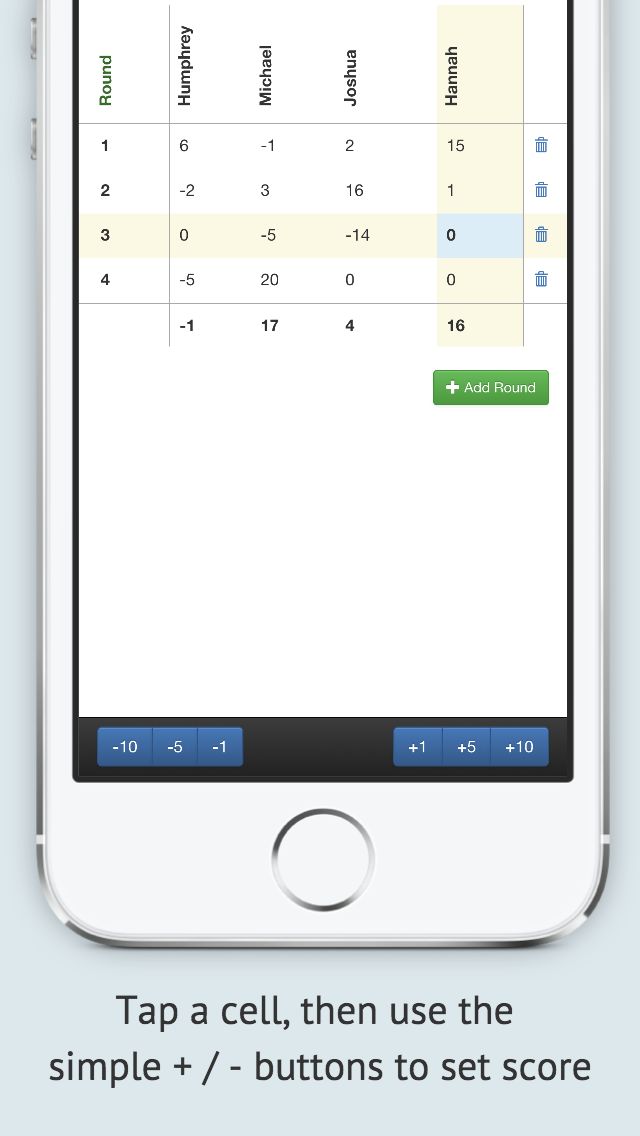 Round Humphrey Michael Joshua Hannah
1 6 -1 2 15
2 -2 3 16 1
3 0 -5 -14 0
4 -5 20 0 0
-1 17 4 16
Add Round
-10 -5 -1 +1 +5 +10
Tap a cell, then use the
simple + / - buttons to set score